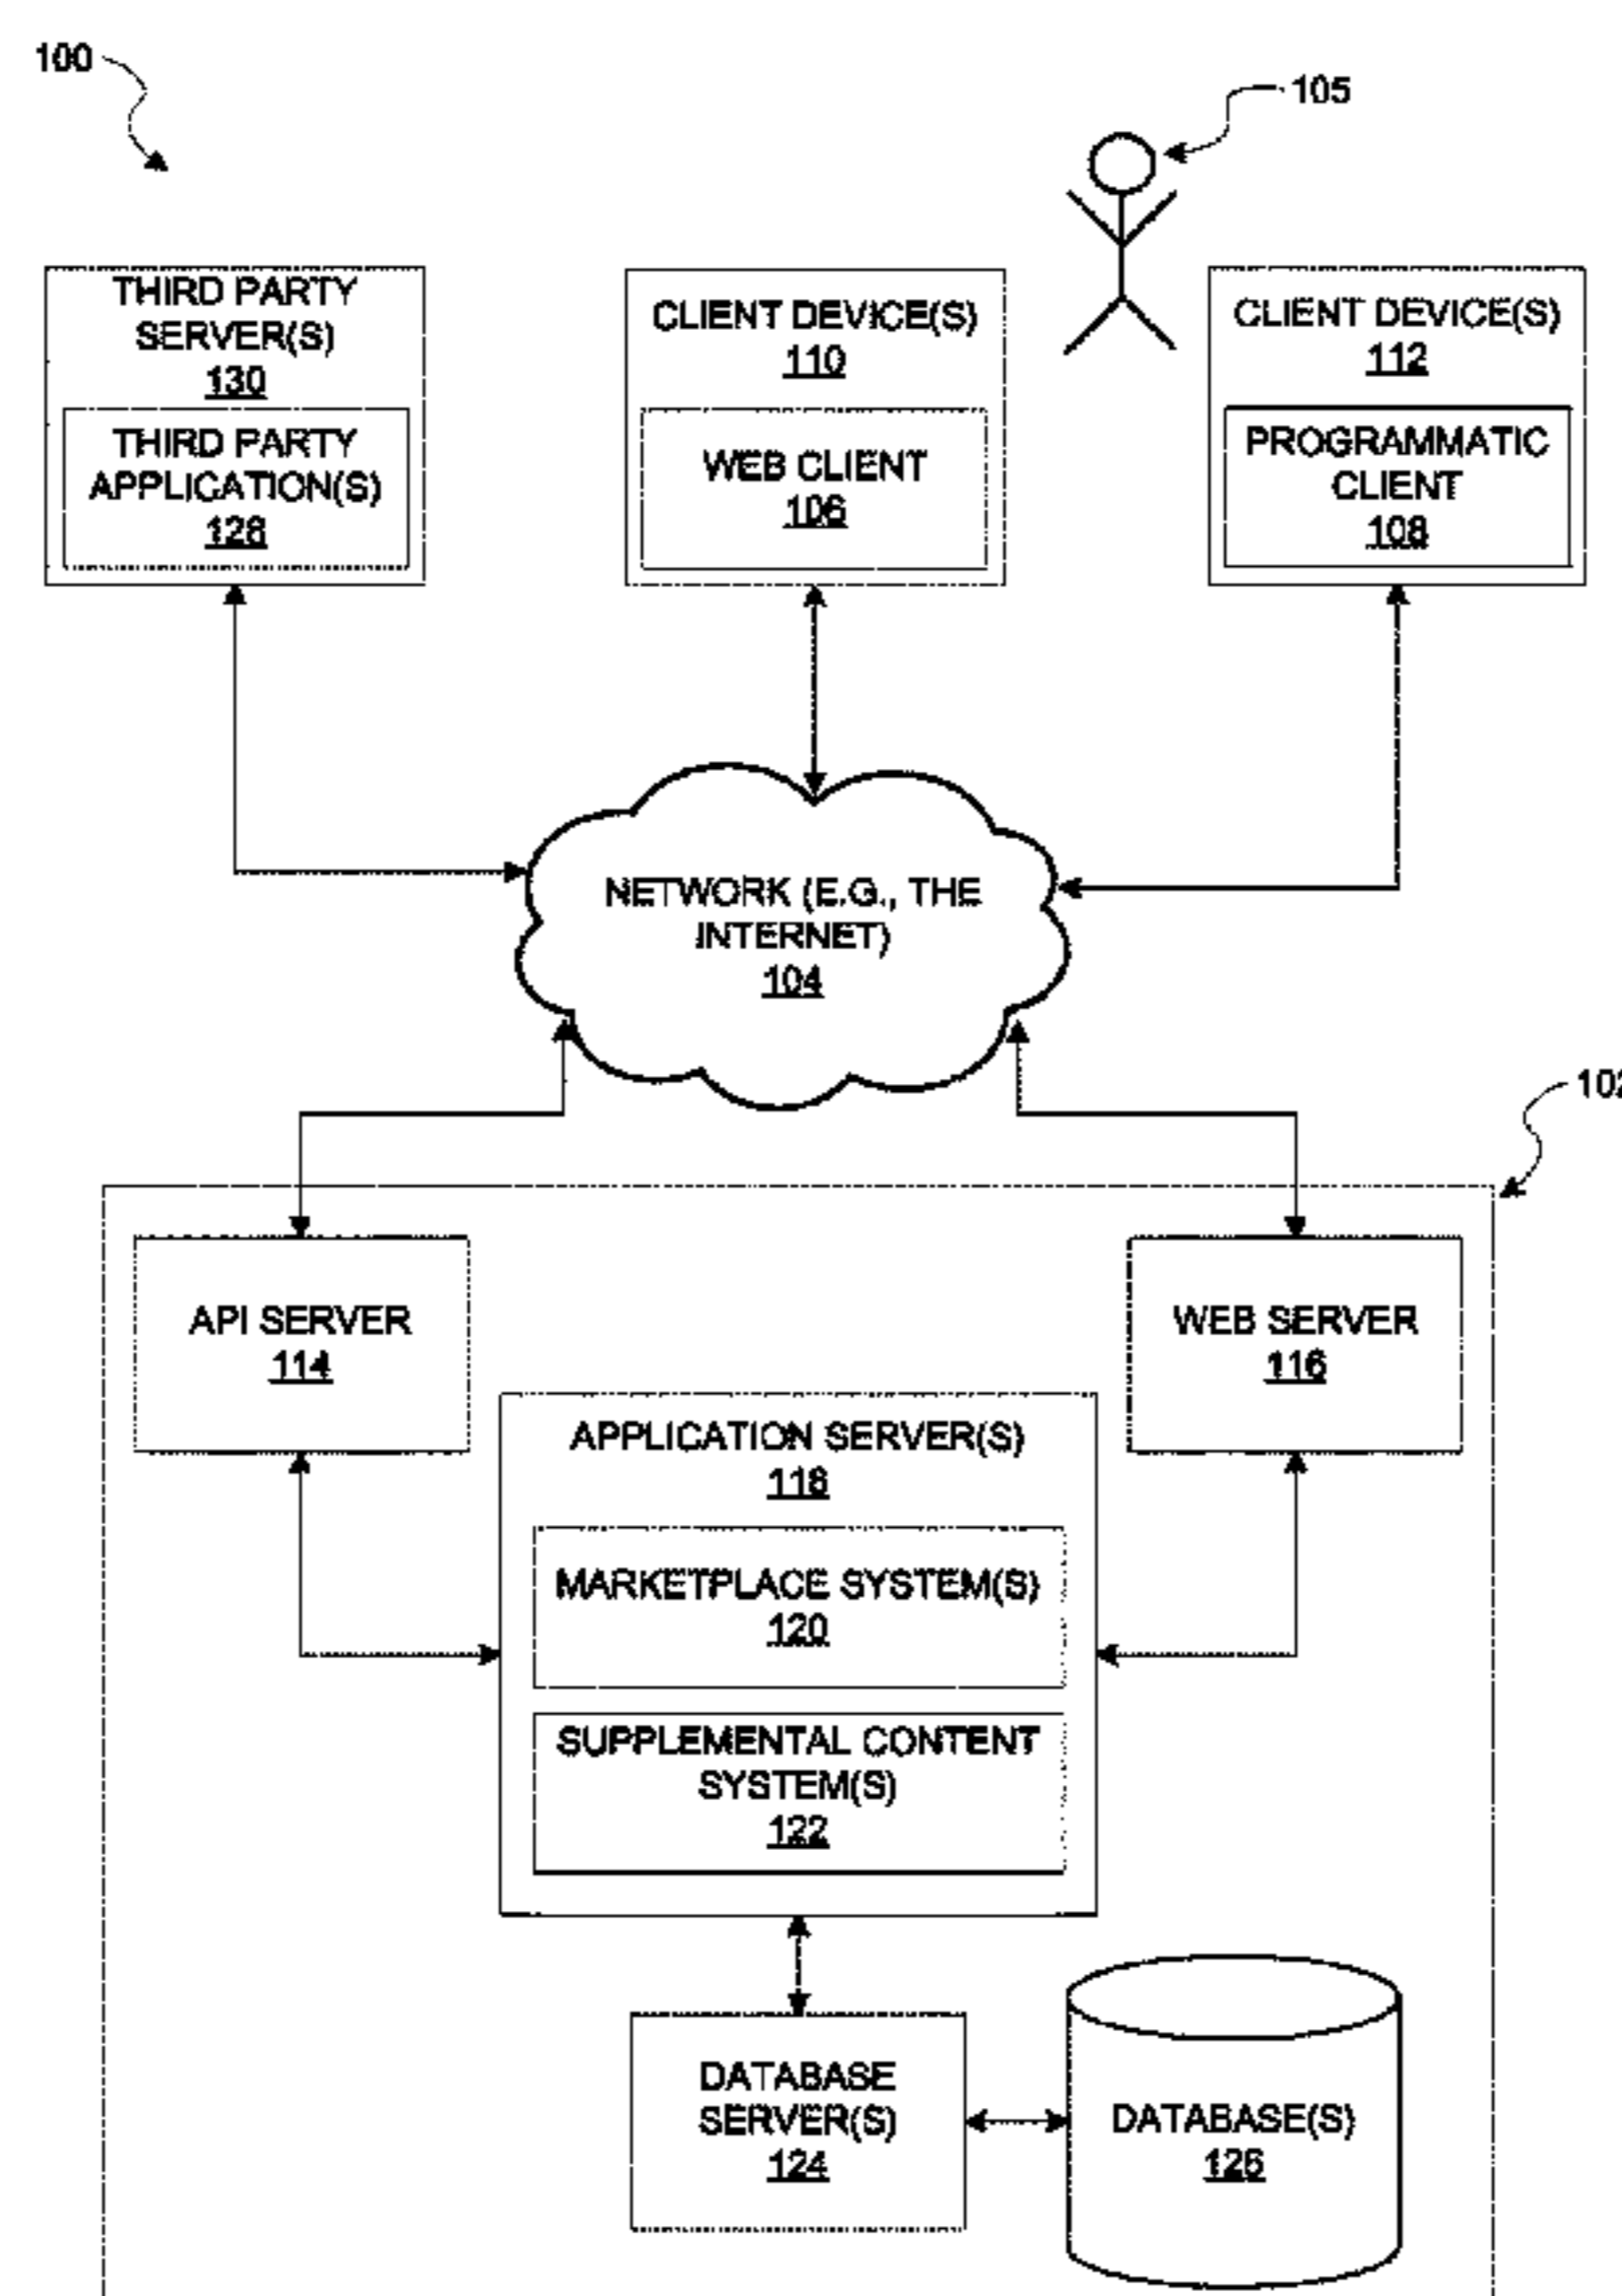 100
105
THIRD PARTY
SERVER(S)
130
THIRD PARTY
APPLICATION(S)
128
CLIENT DEVICE(S)
110
WEB CLIENT
106
CLIENT DEVICE(S)
112
PROGRAMMATIC
CLIENT
108
NETWORK (E.G., THE
INTERNET)
104
102
API SERVER
114
WEB SERVER
116
APPLICATION SERVER(S)
118
MARKETPLACE SYSTEM(S)
120
SUPPLEMENTAL CONTENT
SYSTEM(S)
122
DATABASE
SERVER(S)
124
DATABASE(S)
126